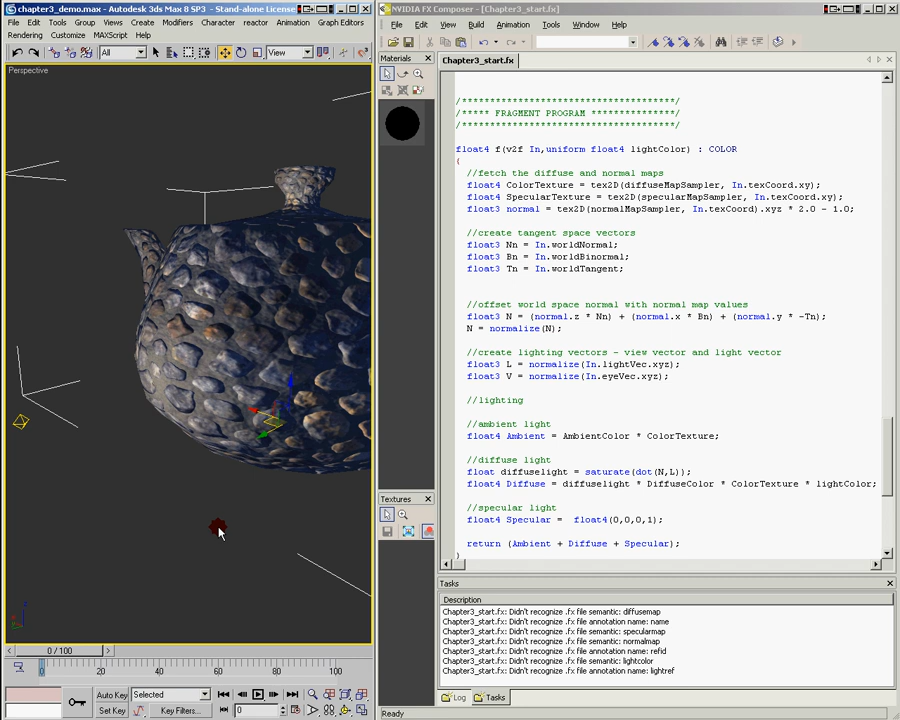 chapter3_demo.max - Autodesk 3ds Max 8 SP3 - Stand-alone License
File Edit Tools Group Views Create Modifiers Character reactor Animation Graph Editors
Rendering Customize MAXScript Help
All View
Perspective
0 / 100
0 20 40 60 80 100
Auto Key Selected
Set Key Key Filters... 0
NVIDIA FX Composer - [Chapter3_start.fx]
File Edit View Build Animation Tools Window Help
Materials
Chapter3_start.fx
/************************************/
/***** FRAGMENT PROGRAM **************/
/************************************/
float4 f(v2f In,uniform float4 lightColor) : COLOR
{
//fetch the diffuse and normal maps
float4 ColorTexture = tex2D(diffuseMapSampler, In.texCoord.xy);
float4 SpecularTexture = tex2D(specularMapSampler, In.texCoord.xy);
float3 normal = tex2D(normalMapSampler, In.texCoord).xyz * 2.0 - 1.0;
//create tangent space vectors
float3 Nn = In.worldNormal;
float3 Bn = In.worldBinormal;
float3 Tn = In.worldTangent;
//offset world space normal with normal map values
float3 N = (normal.z * Nn) + (normal.x * Bn) + (normal.y * -Tn);
N = normalize(N);
//create lighting vectors - view vector and light vector
float3 L = normalize(In.lightVec.xyz);
float3 V = normalize(In.eyeVec.xyz);
//lighting
//ambient light
float4 Ambient = AmbientColor * ColorTexture;
//diffuse light
float diffuselight = saturate(dot(N,L));
float4 Diffuse = diffuselight * DiffuseColor * ColorTexture * lightColor;
//specular light
float4 Specular = float4(0,0,0,1);
return (Ambient + Diffuse + Specular);
}
Textures
Tasks
Description
Chapter3_start.fx: Didn't recognize .fx file semantic: diffusemap
Chapter3_start.fx: Didn't recognize .fx file annotation name: name
Chapter3_start.fx: Didn't recognize .fx file semantic: specularmap
Chapter3_start.fx: Didn't recognize .fx file semantic: normalmap
Chapter3_start.fx: Didn't recognize .fx file annotation name: refid
Chapter3_start.fx: Didn't recognize .fx file semantic: lightcolor
Chapter3_start.fx: Didn't recognize .fx file annotation name: lightref
Log Tasks
Ready